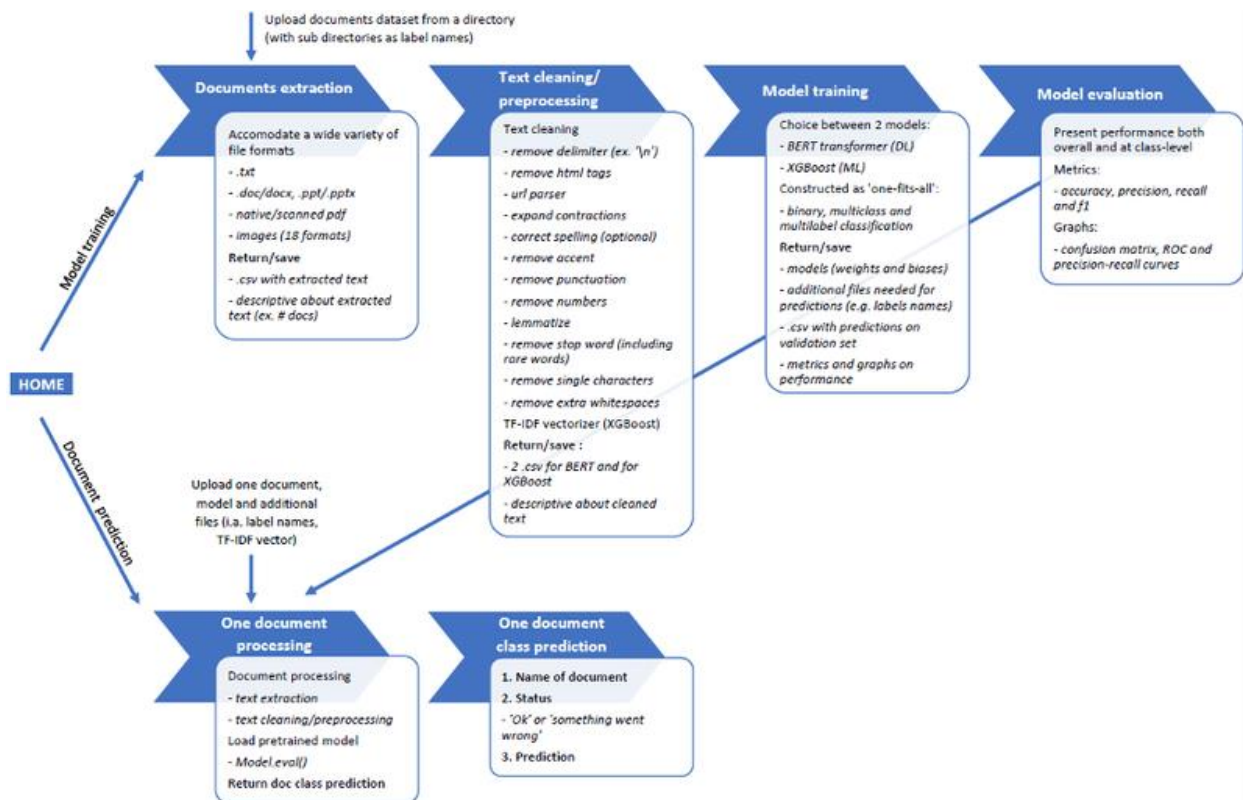 Upload documents dataset from a directory
(with sub directories as label names)
Documents extraction
Accomodate a wide variety of
file formats
- .txt
- .doc/docx, .ppt/.pptx
- native/scanned pdf
- images (18 formats)
Return/save
- .csv with extracted text
- descriptive about extracted
text (ex. # docs)
Text cleaning/
preprocessing
Text cleaning
- remove delimiter (ex. '\n')
- remove html tags
- url parser
- expand contractions
- correct spelling (optional)
- remove accent
- remove punctuation
- remove numbers
- lemmatize
- remove stop word (including
rare words)
- remove single characters
- remove extra whitespaces
TF-IDF vectorizer (XGBoost)
Return/save :
- 2 .csv for BERT and for
XGBoost
- descriptive about cleaned
text
Model training
Choice between 2 models:
- BERT transformer (DL)
- XGBoost (ML)
Constructed as 'one-fits-all':
- binary, multiclass and
multilabel classification
Return/save
- models (weights and biases)
- additional files needed for
predictions (e.g. labels names)
- .csv with predictions on
validation set
- metrics and graphs on
performance
Model evaluation
Present performance both
overall and at class-level
Metrics:
- accuracy, precision, recall
and f1
Graphs:
- confusion matrix, ROC and
precision-recall curves
Model training
HOME
Document prediction
Upload one document,
model and additional
files (i.a. label names,
TF-IDF vector)
One document
processing
Document processing
- text extraction
- text cleaning/preprocessing
Load pretrained model
- Model.eval()
Return doc class prediction
One document
class prediction
1. Name of document
2. Status
- 'Ok' or 'something went
wrong'
3. Prediction